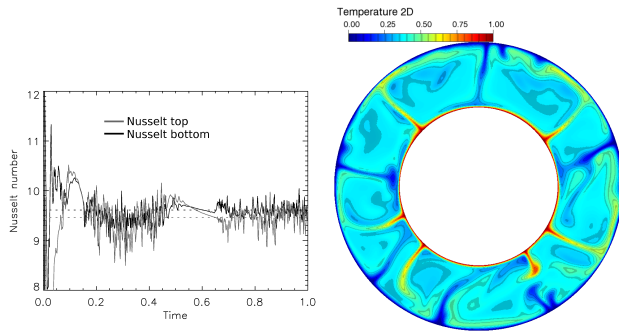 Temperature 2D
0.00 0.25 0.50 0.75 1.00
12
11
10
9
8
Nusselt number
Nusselt top
Nusselt bottom
0.0 0.2 0.4 0.6 0.8 1.0
Time